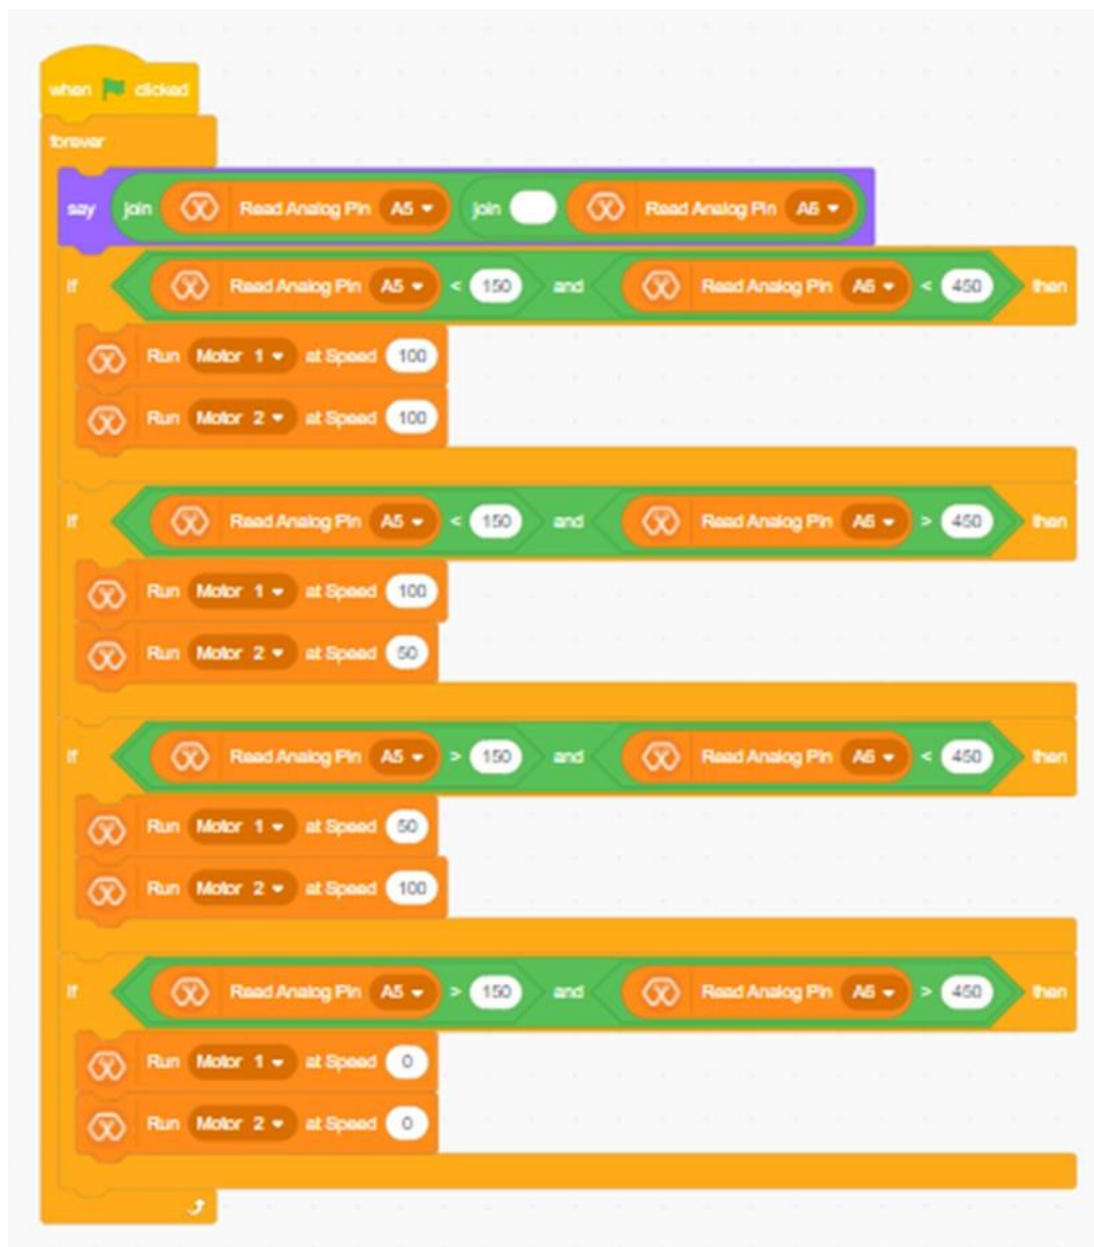 when clicked
forever
say join Read Analog Pin A5 join Read Analog Pin A6
if Read Analog Pin A5 < 150 and Read Analog Pin A6 < 450 then
Run Motor 1 at Speed 100
Run Motor 2 at Speed 100
if Read Analog Pin A5 < 150 and Read Analog Pin A6 > 450 then
Run Motor 1 at Speed 100
Run Motor 2 at Speed 50
if Read Analog Pin A5 > 150 and Read Analog Pin A6 < 450 then
Run Motor 1 at Speed 50
Run Motor 2 at Speed 100
if Read Analog Pin A5 > 150 and Read Analog Pin A6 > 450 then
Run Motor 1 at Speed 0
Run Motor 2 at Speed 0